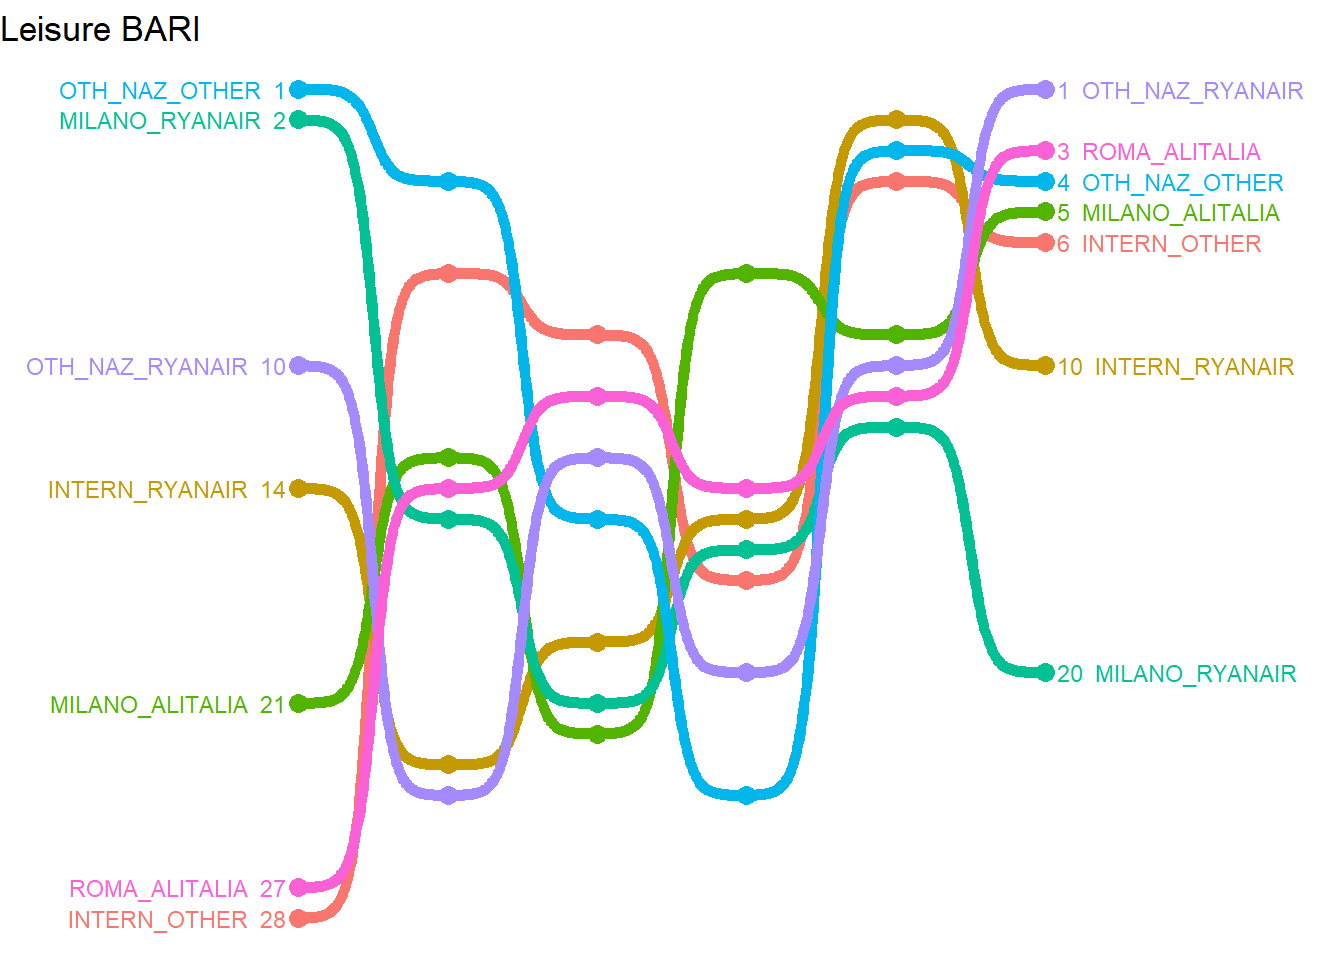 Leisure BARI
OTH_NAZ_OTHER 1
MILANO_RYANAIR 2
OTH_NAZ_RYANAIR 10
INTERN_RYANAIR 14
MILANO_ALITALIA 21
ROMA_ALITALIA 27
INTERN_OTHER 28
1 OTH_NAZ_RYANAIR
3 ROMA_ALITALIA
4 OTH_NAZ_OTHER
5 MILANO_ALITALIA
6 INTERN_OTHER
10 INTERN_RYANAIR
20 MILANO_RYANAIR